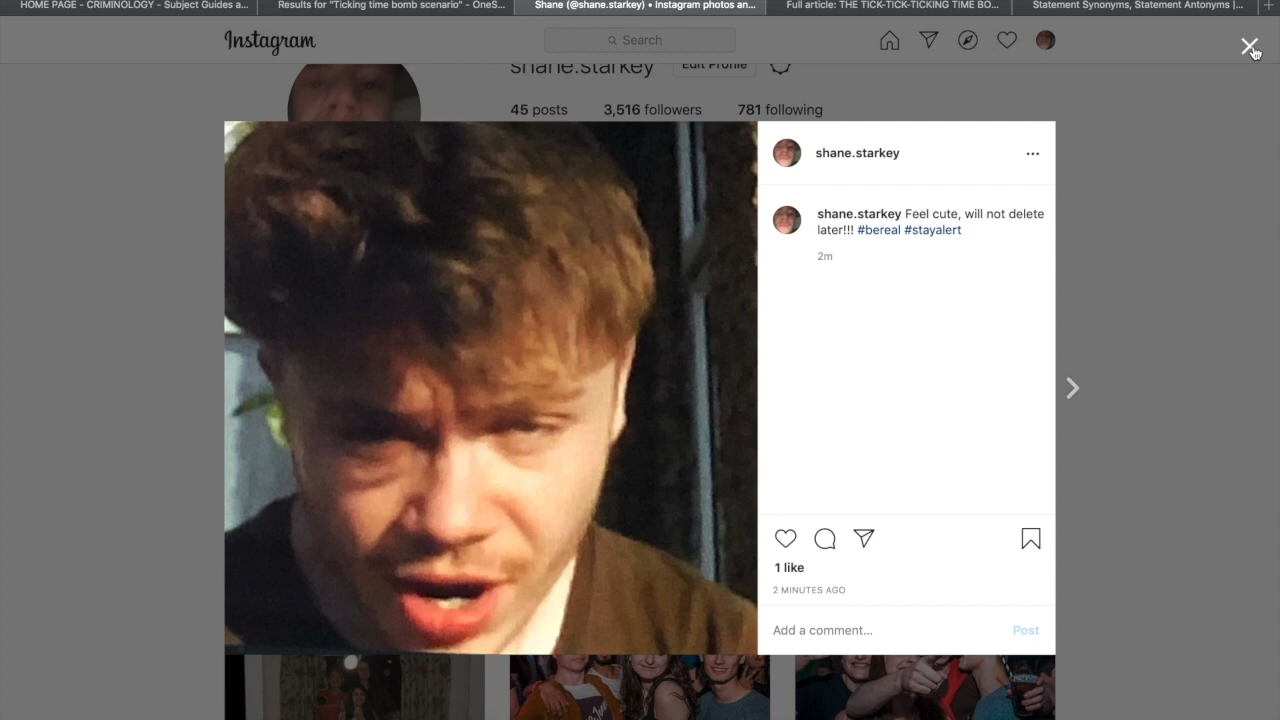 HOME PAGE - CRIMINOLOGY - Subject Guides a...
Results for "Ticking time bomb scenario" - OneS...
Shane (@shane.starkey) • Instagram photos an...
Full article: THE TICK-TICK-TICKING TIME BO...
Statement Synonyms, Statement Antonyms |...
Instagram
Search
shane.starkey Edit Profile
45 posts 3,516 followers 781 following
shane.starkey
shane.starkey Feel cute, will not delete
later!!! #bereal #stayalert
2m
1 like
2 MINUTES AGO
Add a comment... Post